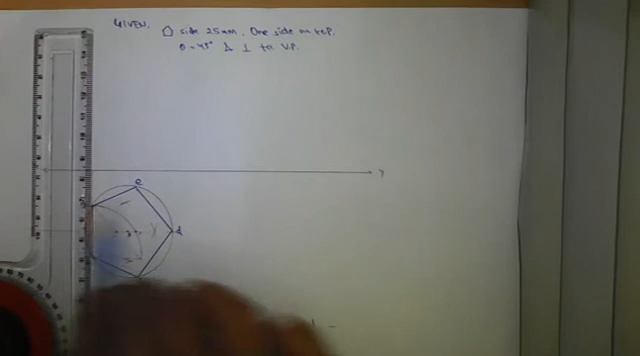 GIVEN,
⬠ side 25mm, One side on H.P.
θ = 45° & ⊥ to V.P.
y
e
d